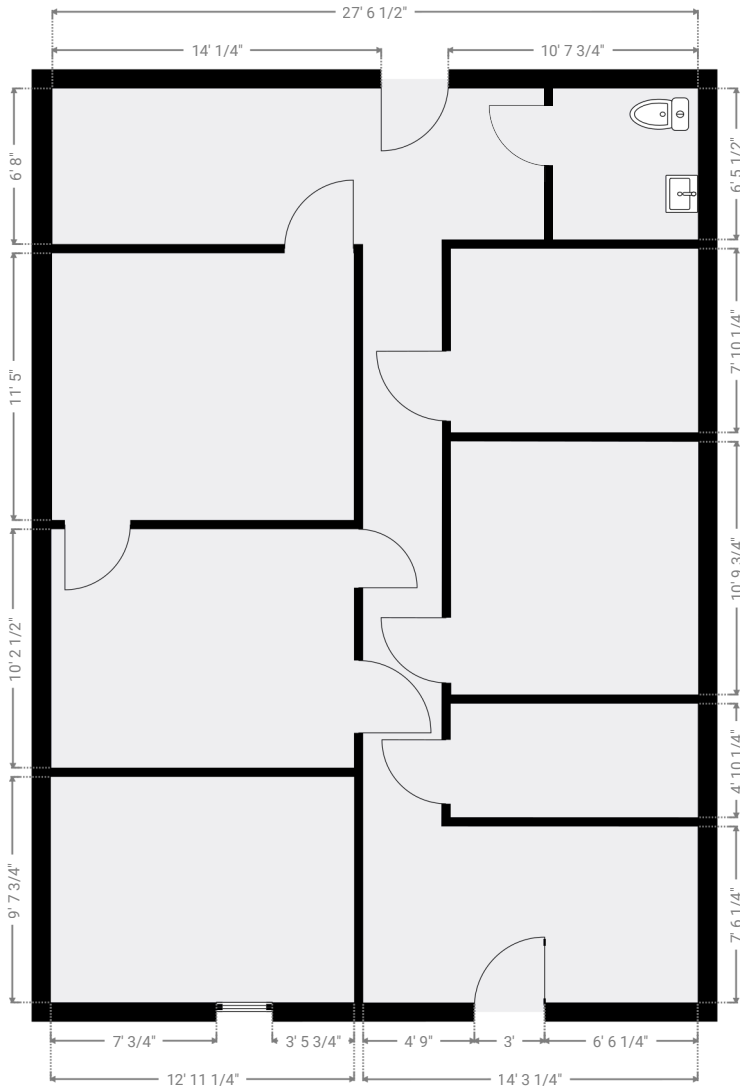 27' 6 1/2"
14' 1/4"
10' 7 3/4"
6' 8"
6' 5 1/2"
7' 10 1/4"
11' 5"
10' 9 3/4"
10' 2 1/2"
4' 10 1/4"
9' 7 3/4"
7' 6 1/4"
7' 3/4"
3' 5 3/4"
4' 9"
3'
6' 6 1/4"
12' 11 1/4"
14' 3 1/4"